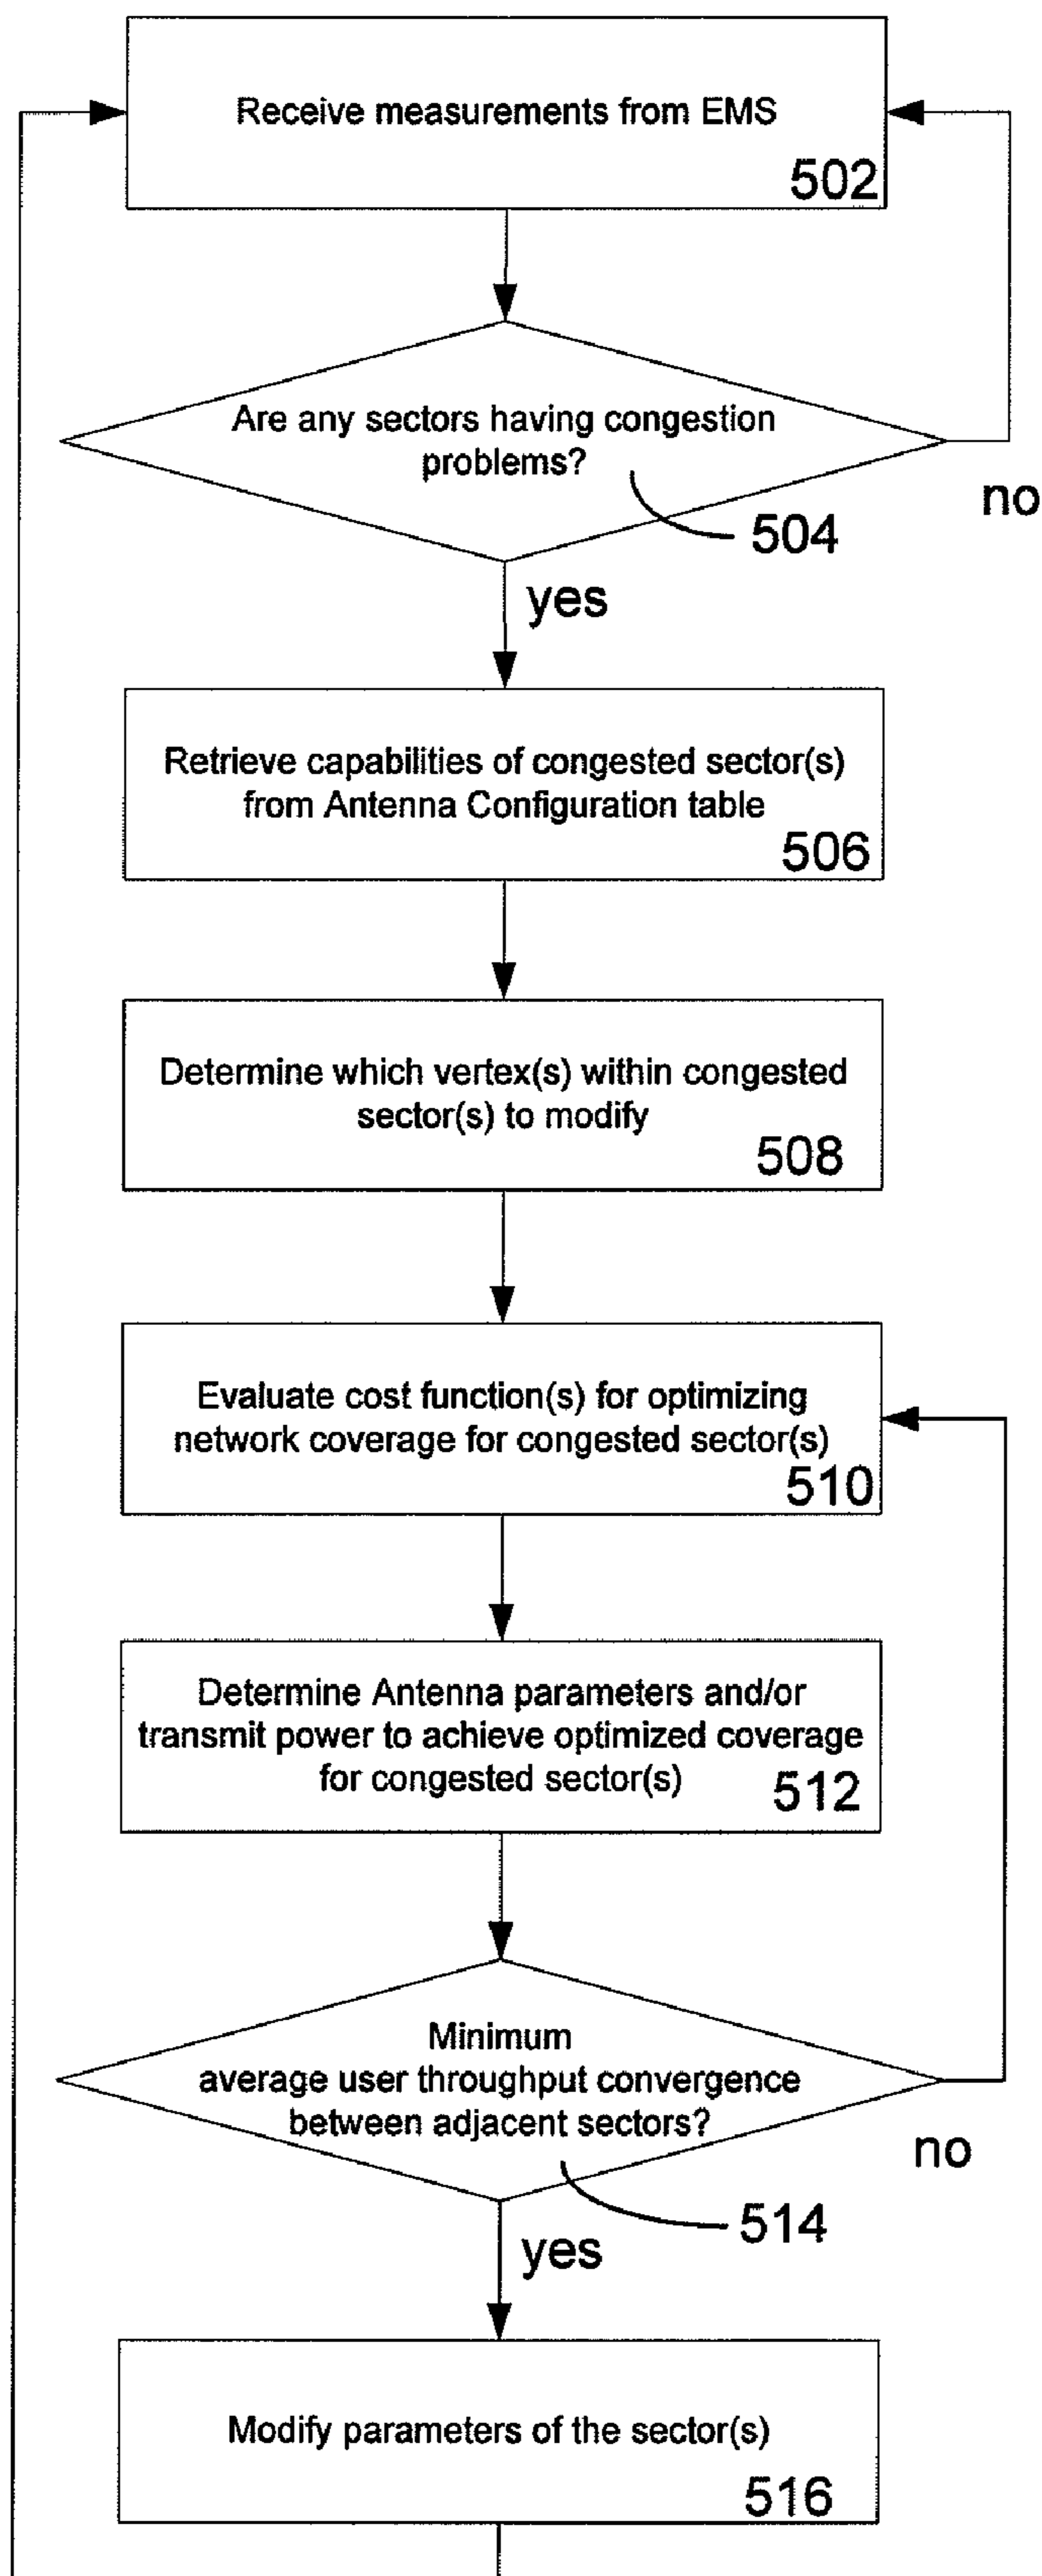 Receive measurements from EMS
502
Are any sectors having congestion
problems?
504
no
yes
Retrieve capabilities of congested sector(s)
from Antenna Configuration table
506
Determine which vertex(s) within congested
sector(s) to modify
508
Evaluate cost function(s) for optimizing
network coverage for congested sector(s)
510
Determine Antenna parameters and/or
transmit power to achieve optimized coverage
for congested sector(s)
512
Minimum
average user throughput convergence
between adjacent sectors?
no
514
yes
Modify parameters of the sector(s)
516